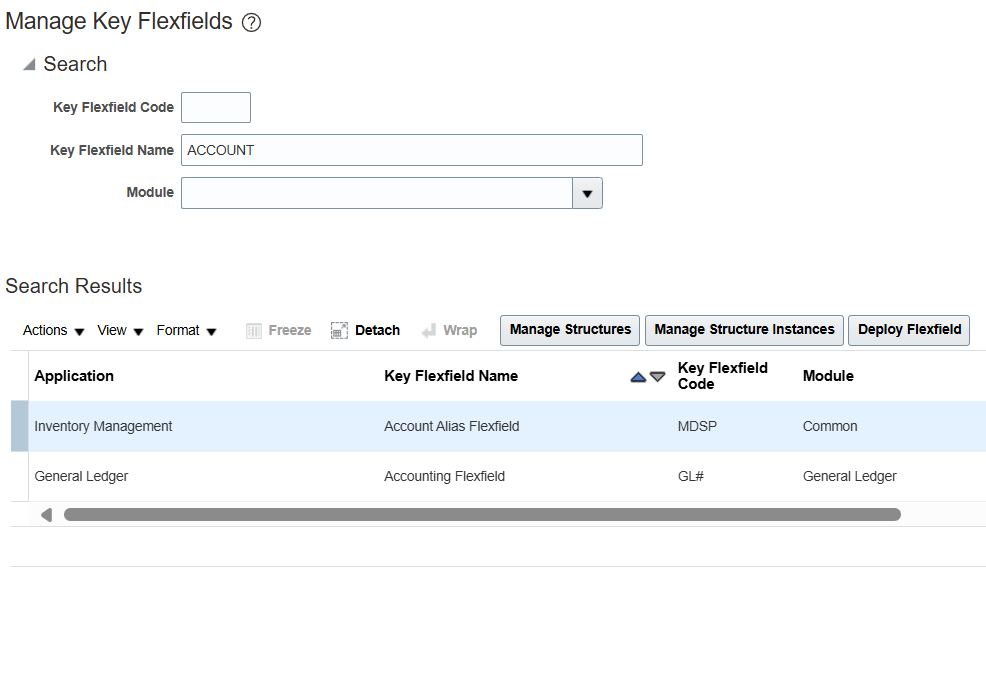 Manage Key Flexfields ?
Search
Key Flexfield Code
Key Flexfield Name ACCOUNT
Module
Search Results
Actions View Format Freeze Detach Wrap Manage Structures Manage Structure Instances Deploy Flexfield
Application Key Flexfield Name Key Flexfield Code Module
Inventory Management Account Alias Flexfield MDSP Common
General Ledger Accounting Flexfield GL# General Ledger